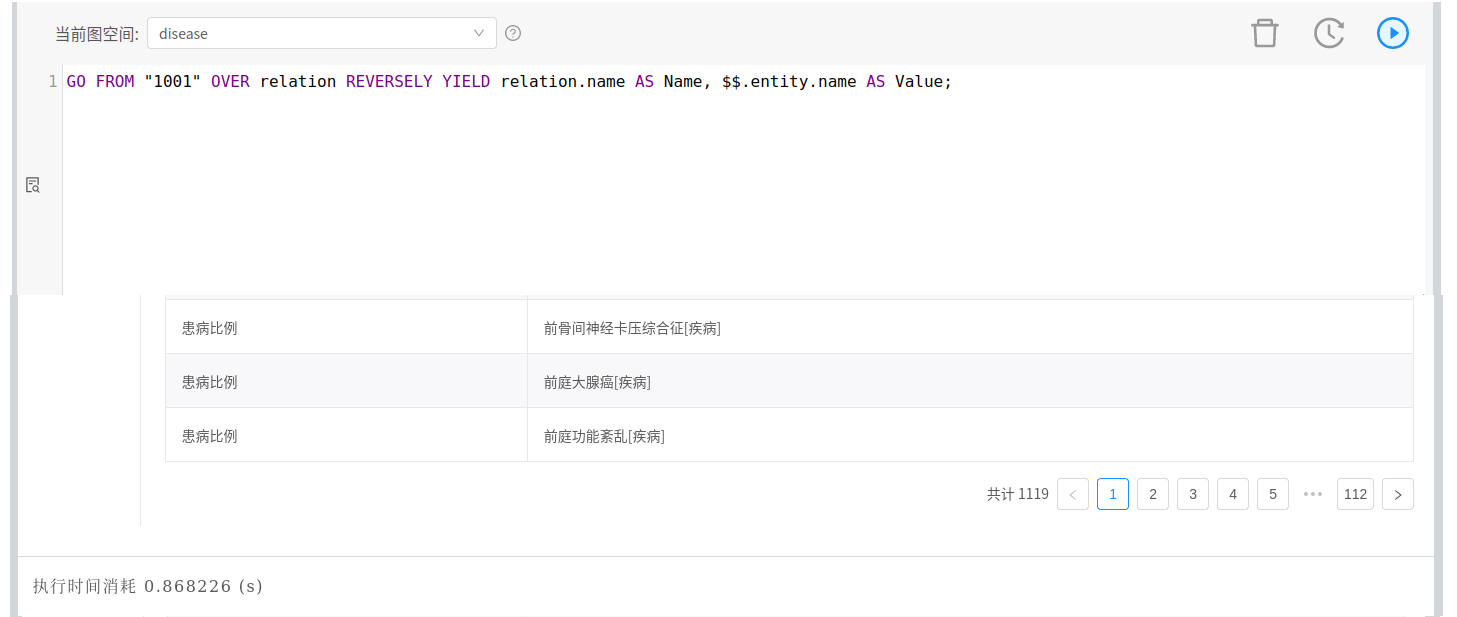 当前图空间: disease
1 GO FROM "1001" OVER relation REVERSELY YIELD relation.name AS Name, $$.entity.name AS Value;
患病比例 前骨间神经卡压综合征[疾病]
患病比例 前庭大腺癌[疾病]
患病比例 前庭功能紊乱[疾病]
共计 1119 < 1 2 3 4 5 ••• 112 >
执行时间消耗 0.868226 (s)